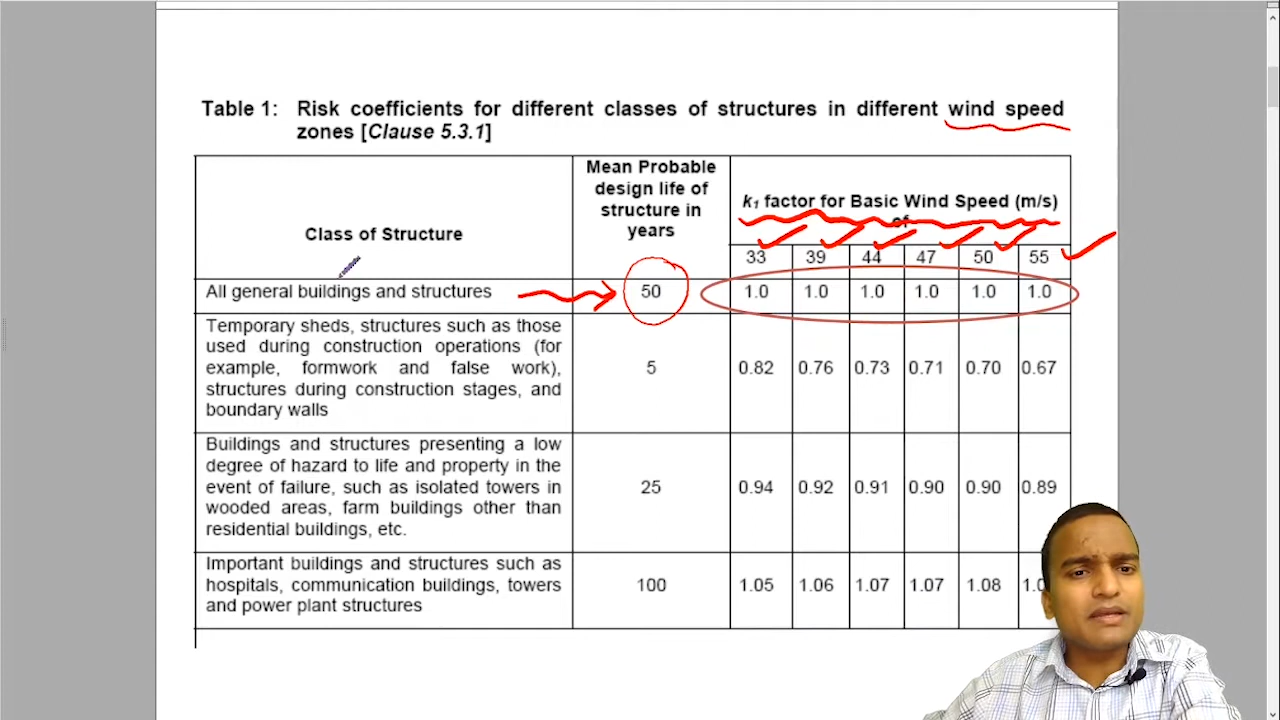 Table 1: Risk coefficients for different classes of structures in different wind speed
zones [Clause 5.3.1]
Class of Structure
Mean Probable
design life of
structure in
years
k1 factor for Basic Wind Speed (m/s)
of
33 39 44 47 50 55
All general buildings and structures 50 1.0 1.0 1.0 1.0 1.0 1.0
Temporary sheds, structures such as those
used during construction operations (for
example, formwork and false work),
structures during construction stages, and
boundary walls
5 0.82 0.76 0.73 0.71 0.70 0.67
Buildings and structures presenting a low
degree of hazard to life and property in the
event of failure, such as isolated towers in
wooded areas, farm buildings other than
residential buildings, etc.
25 0.94 0.92 0.91 0.90 0.90 0.89
Important buildings and structures such as
hospitals, communication buildings, towers
and power plant structures
100 1.05 1.06 1.07 1.07 1.08